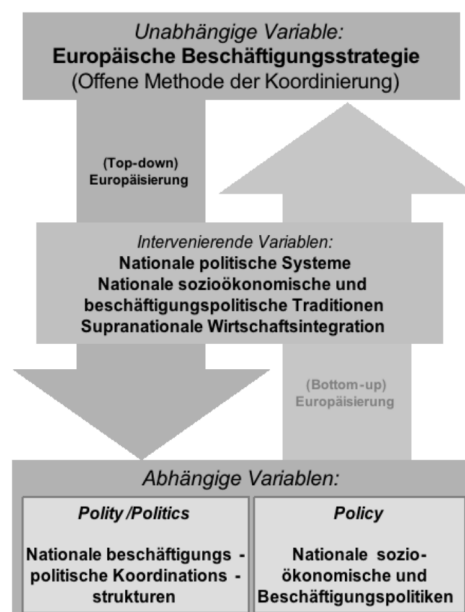 Unabhängige Variable:
Europäische Beschäftigungsstrategie
(Offene Methode der Koordinierung)
(Top-down)
Europäisierung
Intervenierende Variablen:
Nationale politische Systeme
Nationale sozioökonomische und
beschäftigungspolitische Traditionen
Supranationale Wirtschaftsintegration
(Bottom-up)
Europäisierung
Abhängige Variablen:
Polity /Politics
Nationale beschäftigungs -
politische Koordinations -
strukturen
Policy
Nationale sozio-
ökonomische und
Beschäftigungspolitiken